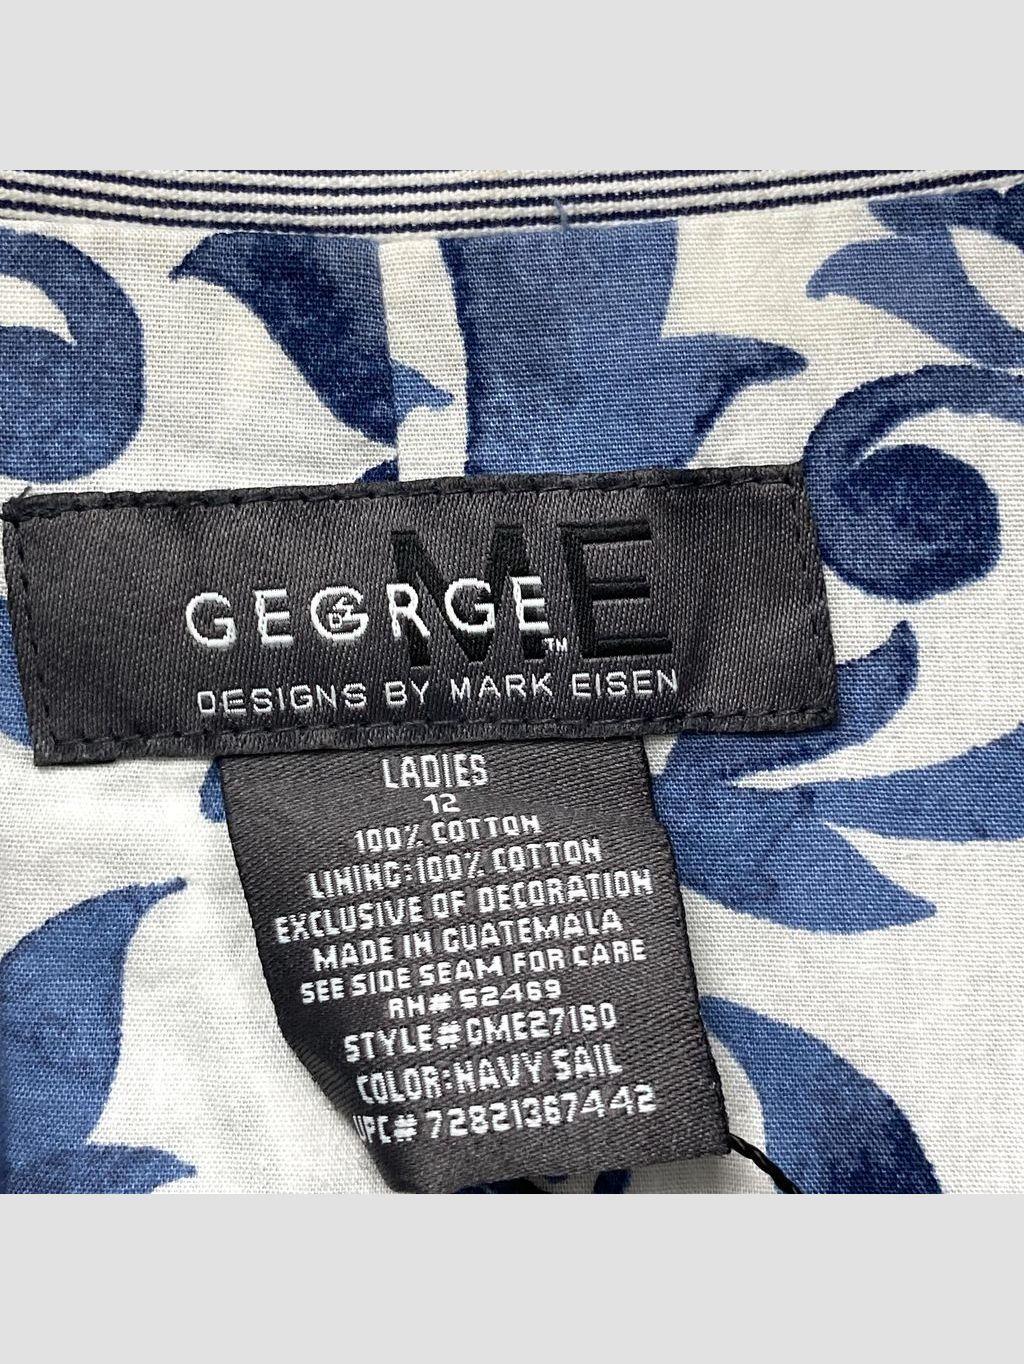 ME
GEORGE™
DESIGNS BY MARK EISEN
LADIES
12
100% COTTON
LINING:100% COTTON
EXCLUSIVE OF DECORATION
MADE IN GUATEMALA
SEE SIDE SEAM FOR CARE
RN# 52469
STYLE#GME27160
COLOR:NAVY SAIL
UPC# 72821367442